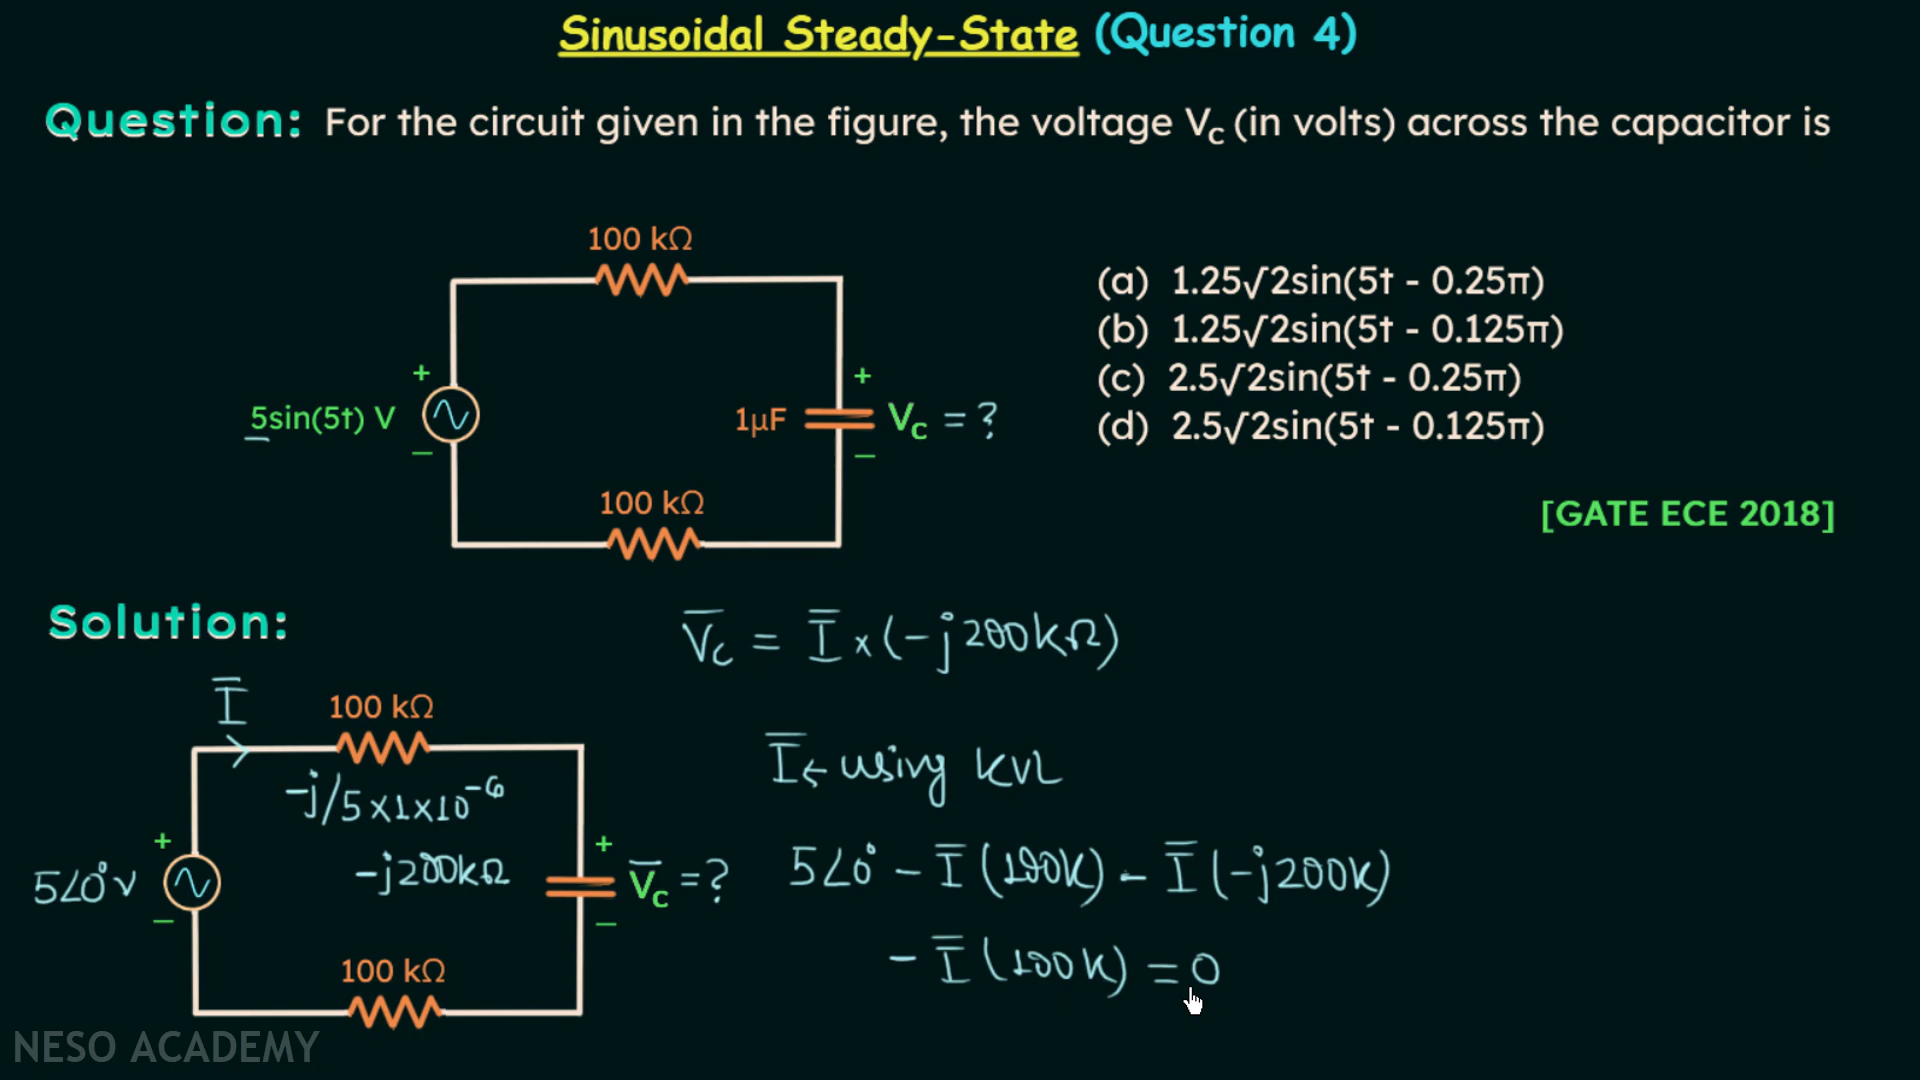 Sinusoidal Steady-State (Question 4)
Question: For the circuit given in the figure, the voltage Vc (in volts) across the capacitor is
100 kΩ
+
5sin(5t) V
−
1μF
+
Vc = ?
−
100 kΩ
(a) 1.25√2sin(5t - 0.25π)
(b) 1.25√2sin(5t - 0.125π)
(c) 2.5√2sin(5t - 0.25π)
(d) 2.5√2sin(5t - 0.125π)
[GATE ECE 2018]
Solution:
V̅c = I̅ x (-j200kΩ)
I̅
100 kΩ
-j/5x1x10⁻⁶
-j200kΩ
+
5∠0° V
−
+
V̅c = ?
−
100 kΩ
I̅ ← using KVL
5∠0° - I̅ (100K) - I̅ (-j200K)
- I̅ (100K) = 0
NESO ACADEMY